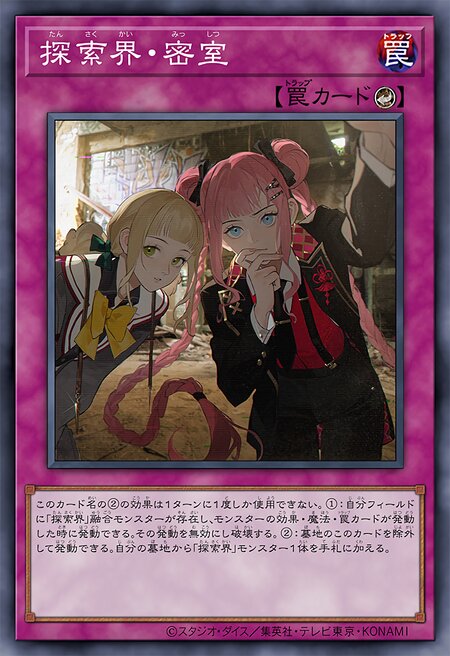 探索界・密室
罠
【罠カード】
このカード名の②の効果は1ターンに1度しか使用できない。①:自分フィールド
に「探索界」融合モンスターが存在し、モンスターの効果・魔法・罠カードが発動
した時に発動できる。その発動を無効にし破壊する。②:墓地のこのカードを除外
して発動できる。自分の墓地から「探索界」モンスター1体を手札に加える。
©スタジオ・ダイス/集英社・テレビ東京・KONAMI